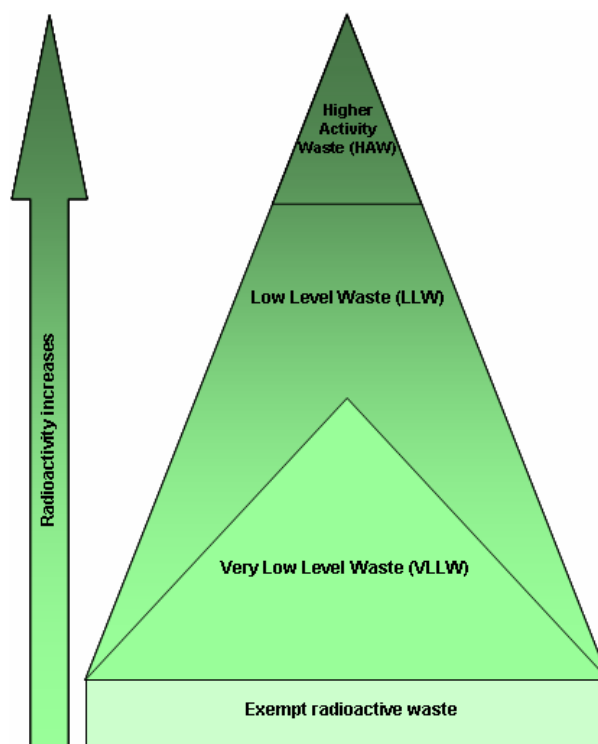 Higher
Activity
Waste (HAW)
Low Level Waste (LLW)
Radioactivity increases
Very Low Level Waste (VLLW)
Exempt radioactive waste